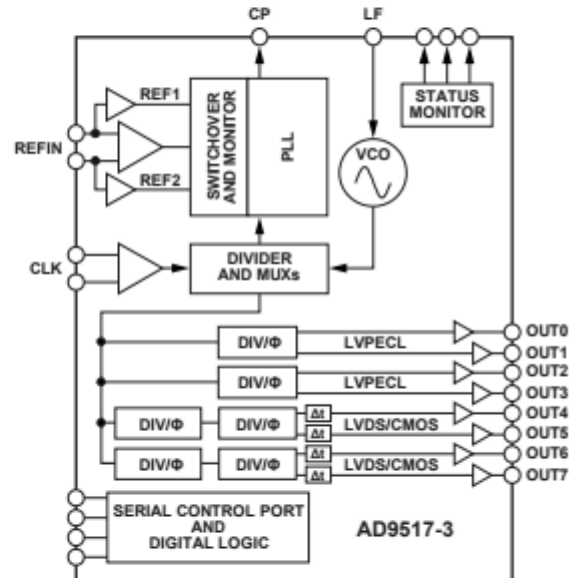 CP
LF
REF1
REFIN
REF2
SWITCHOVER
AND MONITOR
PLL
VCO
STATUS
MONITOR
CLK
DIVIDER
AND MUXs
DIV/Φ
LVPECL
OUT0
OUT1
DIV/Φ
LVPECL
OUT2
OUT3
DIV/Φ
DIV/Φ
Δt
Δt
LVDS/CMOS
OUT4
OUT5
DIV/Φ
DIV/Φ
Δt
Δt
LVDS/CMOS
OUT6
OUT7
SERIAL CONTROL PORT
AND
DIGITAL LOGIC
AD9517-3